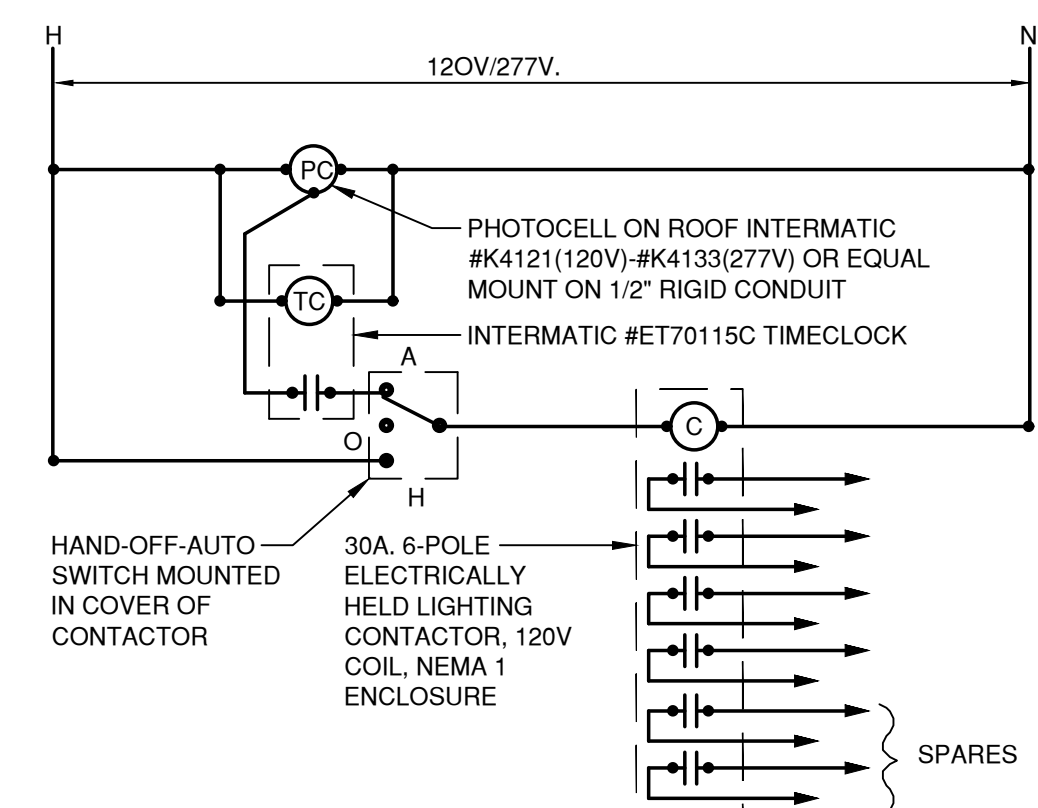 H
N
12OV/277V.
PC
PHOTOCELL ON ROOF INTERMATIC
#K4121(120V)-#K4133(277V) OR EQUAL
MOUNT ON 1/2" RIGID CONDUIT
TC
INTERMATIC #ET70115C TIMECLOCK
A
C
O
H
HAND-OFF-AUTO
SWITCH MOUNTED
IN COVER OF
CONTACTOR
30A. 6-POLE
ELECTRICALLY
HELD LIGHTING
CONTACTOR, 120V
COIL, NEMA 1
ENCLOSURE
SPARES